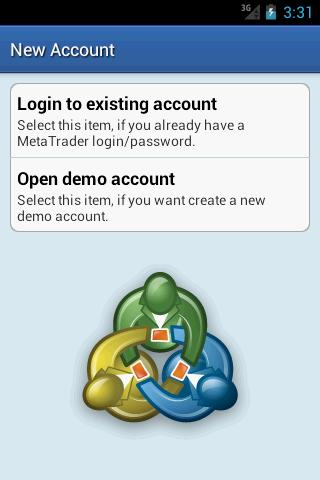 3G 3:31
New Account
Login to existing account
Select this item, if you already have a
MetaTrader login/password.
Open demo account
Select this item, if you want create a new
demo account.